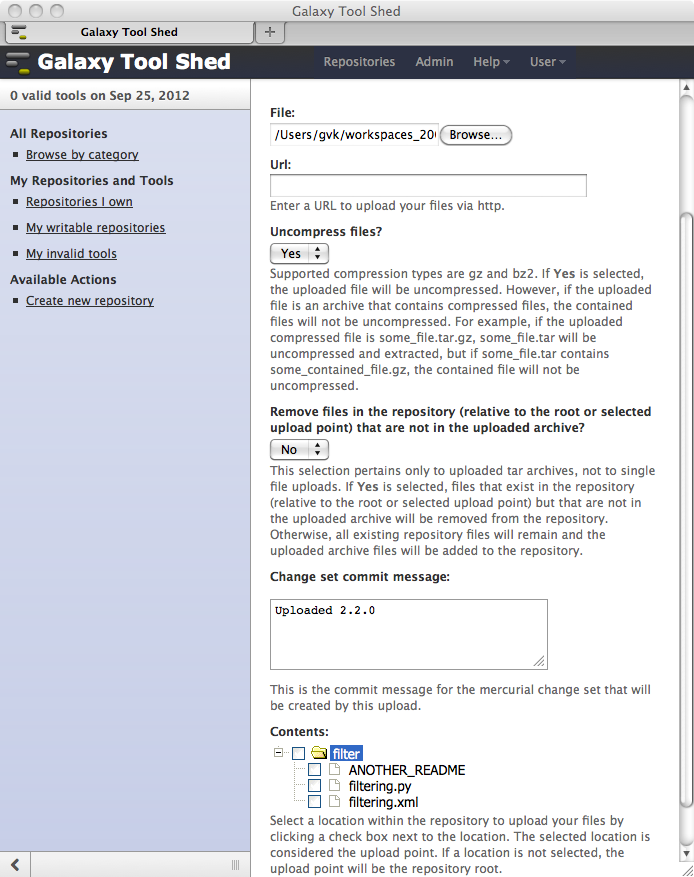 Galaxy Tool Shed
Galaxy Tool Shed
+
Galaxy Tool Shed
Repositories Admin Help User
0 valid tools on Sep 25, 2012
All Repositories
Browse by category
My Repositories and Tools
Repositories I own
My writable repositories
My invalid tools
Available Actions
Create new repository
File:
/Users/gvk/workspaces_200 Browse...
Url:
Enter a URL to upload your files via http.
Uncompress files?
Yes
Supported compression types are gz and bz2. If Yes is selected,
the uploaded file will be uncompressed. However, if the uploaded
file is an archive that contains compressed files, the contained
files will not be uncompressed. For example, if the uploaded
compressed file is some_file.tar.gz, some_file.tar will be
uncompressed and extracted, but if some_file.tar contains
some_contained_file.gz, the contained file will not be
uncompressed.
Remove files in the repository (relative to the root or selected
upload point) that are not in the uploaded archive?
No
This selection pertains only to uploaded tar archives, not to single
file uploads. If Yes is selected, files that exist in the repository
(relative to the root or selected upload point) but that are not in
the uploaded archive will be removed from the repository.
Otherwise, all existing repository files will remain and the
uploaded archive files will be added to the repository.
Change set commit message:
Uploaded 2.2.0
This is the commit message for the mercurial change set that will
be created by this upload.
Contents:
filter
ANOTHER_README
filtering.py
filtering.xml
Select a location within the repository to upload your files by
clicking a check box next to the location. The selected location is
considered the upload point. If a location is not selected, the
upload point will be the repository root.